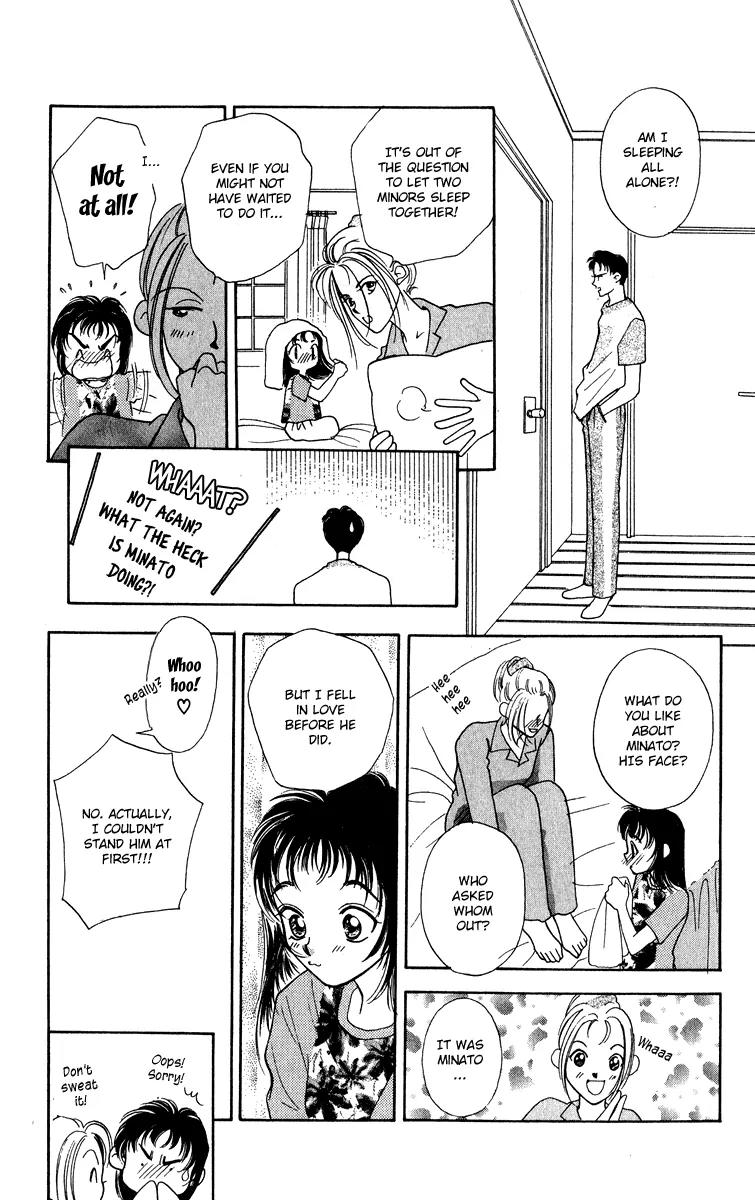 AM I
SLEEPING
ALL
ALONE?!
IT'S OUT OF
THE QUESTION
TO LET TWO
MINORS SLEEP
TOGETHER!
EVEN IF YOU
MIGHT NOT
HAVE WAITED
TO DO IT...
I...
Not
at all!
WHAAAT?
NOT AGAIN?
WHAT THE HECK
IS MINATO
DOING?!
WHAT DO
YOU LIKE
ABOUT
MINATO?
HIS FACE?
Hee
hee
hee
WHO
ASKED
WHOM
OUT?
IT WAS
MINATO
...
Whaaa
BUT I FELL
IN LOVE
BEFORE HE
DID.
Whoo
hoo!
♡
Really?
NO. ACTUALLY,
I COULDN'T
STAND HIM AT
FIRST!!!
Oops!
Sorry!
Don't
sweat
it!